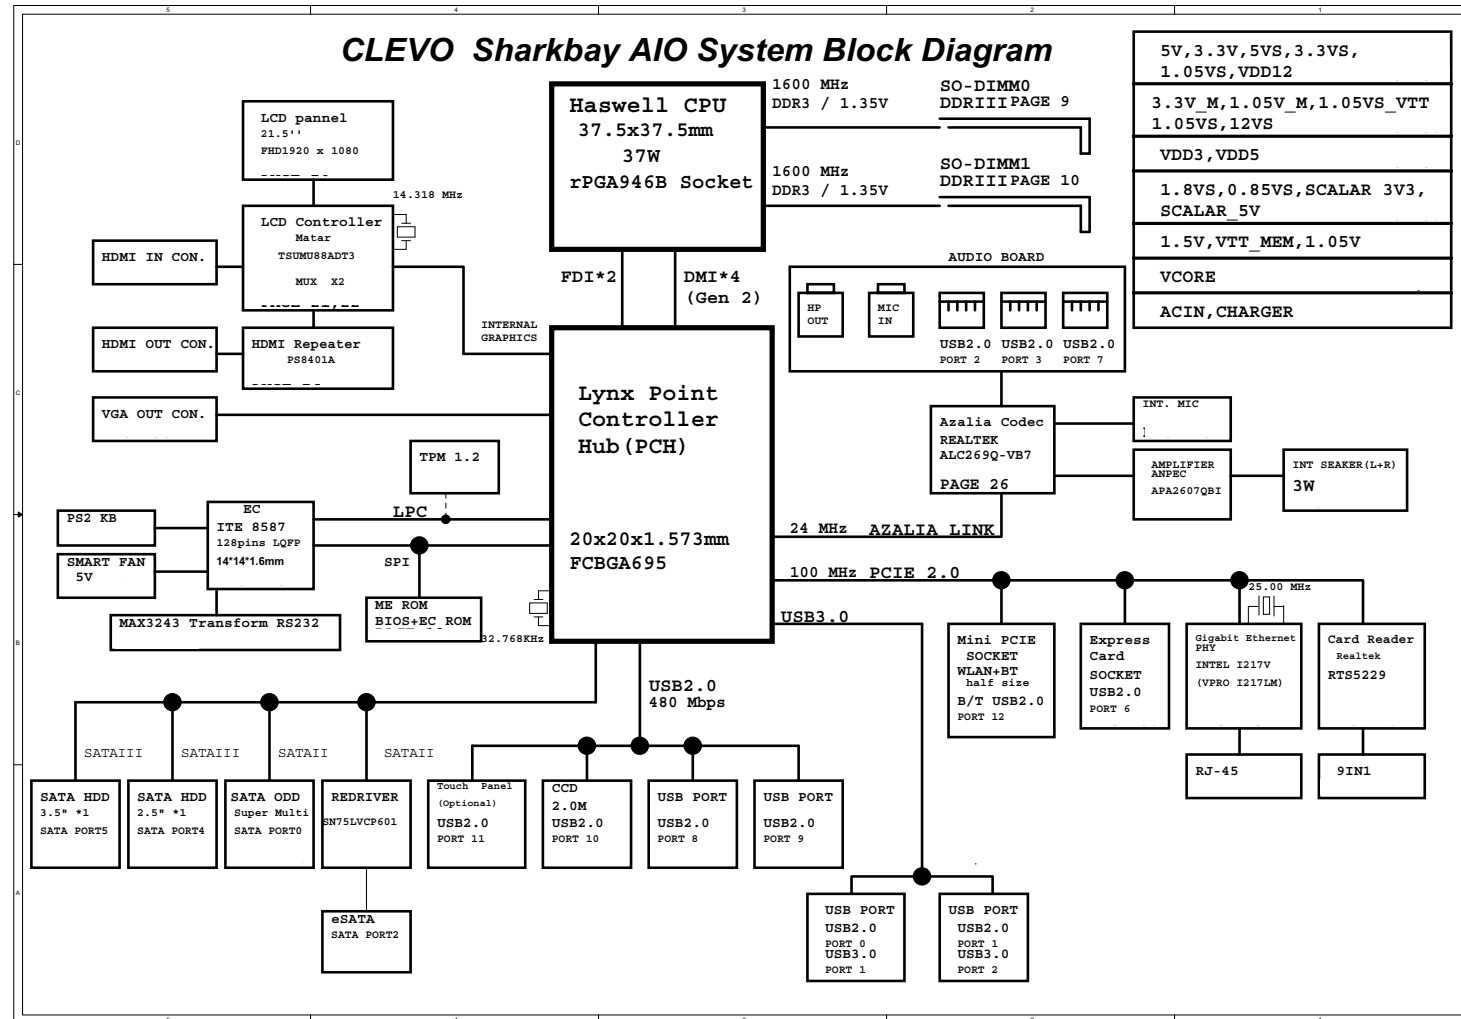 CLEVO Sharkbay AIO System Block Diagram
5V,3.3V,5VS,3.3VS,
1.05VS,VDD12
3.3V_M,1.05V_M,1.05VS_VTT
1.05VS,12VS
VDD3,VDD5
1.8VS,0.85VS,SCALAR 3V3,
SCALAR_5V
1.5V,VTT_MEM,1.05V
VCORE
ACIN,CHARGER
Haswell CPU
37.5x37.5mm
37W
rPGA946B Socket
1600 MHz
DDR3 / 1.35V
SO-DIMM0
DDRIII PAGE 9
1600 MHz
DDR3 / 1.35V
SO-DIMM1
DDRIII PAGE 10
LCD pannel
21.5''
FHD1920 x 1080
14.318 MHz
LCD Controller
Matar
TSUMU88ADT3
MUX X2
HDMI IN CON.
HDMI OUT CON.
HDMI Repeater
PS8401A
VGA OUT CON.
INTERNAL
GRAPHICS
FDI*2
DMI*4
(Gen 2)
AUDIO BOARD
HP
OUT
MIC
IN
USB2.0
PORT 2
USB2.0
PORT 3
USB2.0
PORT 7
Lynx Point
Controller
Hub(PCH)
20x20x1.573mm
FCBGA695
Azalia Codec
REALTEK
ALC269Q-VB7
PAGE 26
INT. MIC
AMPLIFIER
ANPEC
APA2607QBI
INT SEAKER(L+R)
3W
TPM 1.2
LPC
SPI
EC
ITE 8587
128pins LQFP
14*14*1.6mm
PS2 KB
SMART FAN
5V
MAX3243 Transform RS232
ME ROM
BIOS+EC ROM
32.768KHz
24 MHz AZALIA LINK
100 MHz PCIE 2.0
USB3.0
25.00 MHz
Mini PCIE
SOCKET
WLAN+BT
half size
B/T USB2.0
PORT 12
Express
Card
SOCKET
USB2.0
PORT 6
Gigabit Ethernet
PHY
INTEL I217V
(VPRO I217LM)
Card Reader
Realtek
RTS5229
RJ-45
9IN1
USB2.0
480 Mbps
SATAIII
SATAIII
SATAII
SATAII
SATA HDD
3.5" *1
SATA PORT5
SATA HDD
2.5" *1
SATA PORT4
SATA ODD
Super Multi
SATA PORT0
REDRIVER
SN75LVCP601
eSATA
SATA PORT2
Touch Panel
(Optional)
USB2.0
PORT 11
CCD
2.0M
USB2.0
PORT 10
USB PORT
USB2.0
PORT 8
USB PORT
USB2.0
PORT 9
USB PORT
USB2.0
PORT 0
USB3.0
PORT 1
USB PORT
USB2.0
PORT 1
USB3.0
PORT 2